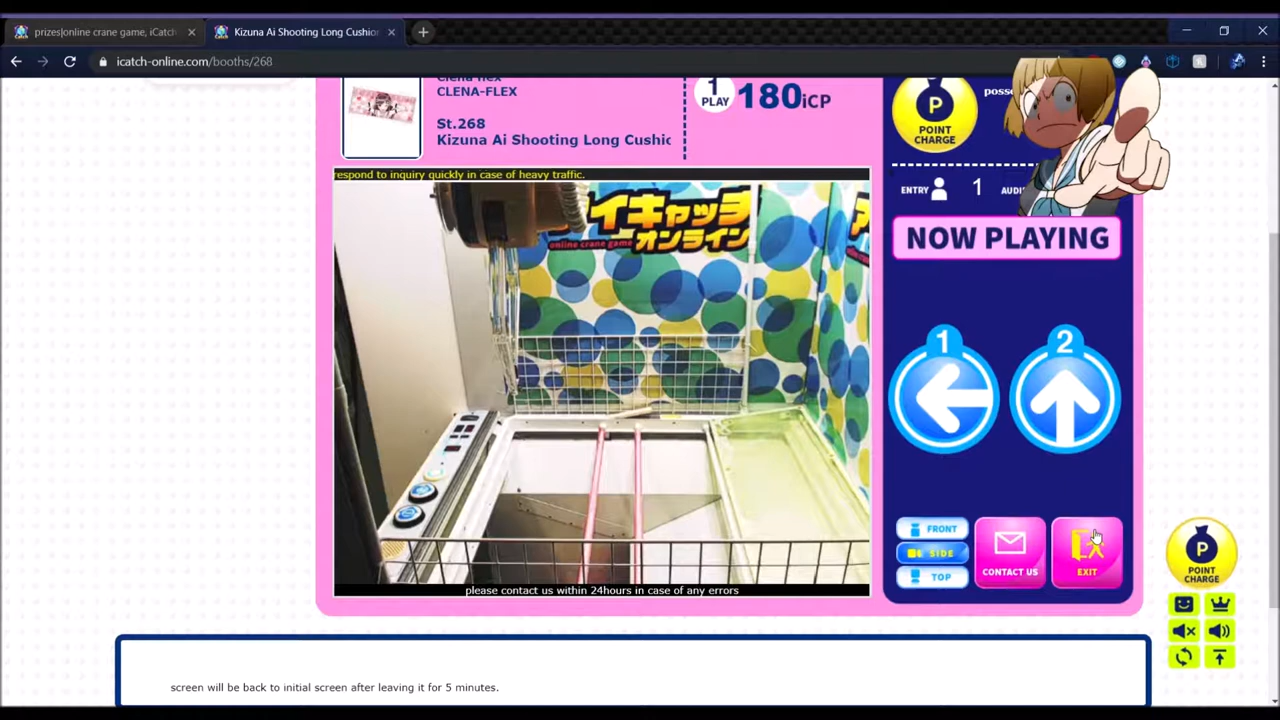 prizes|online crane game, iCatch
Kizuna Ai Shooting Long Cushion
icatch-online.com/booths/268
CLENA-FLEX
St.268
Kizuna Ai Shooting Long Cushic
1
PLAY
180iCP
P
POINT
CHARGE
posse
ENTRY
1
AUDI
respond to inquiry quickly in case of heavy traffic.
イキャッチ
online crane game
オンライン
NOW PLAYING
1
2
FRONT
SIDE
TOP
CONTACT US
EXIT
please contact us within 24hours in case of any errors
P
POINT
CHARGE
screen will be back to initial screen after leaving it for 5 minutes.